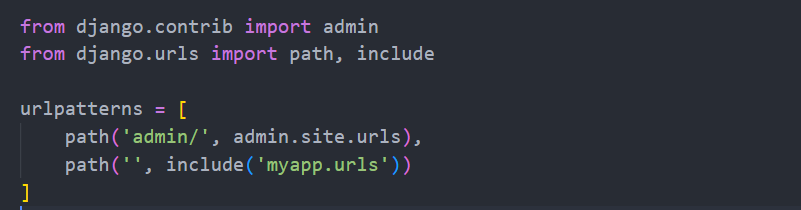 from django.contrib import admin
from django.urls import path, include
urlpatterns = [
    path('admin/', admin.site.urls),
    path('', include('myapp.urls'))
]